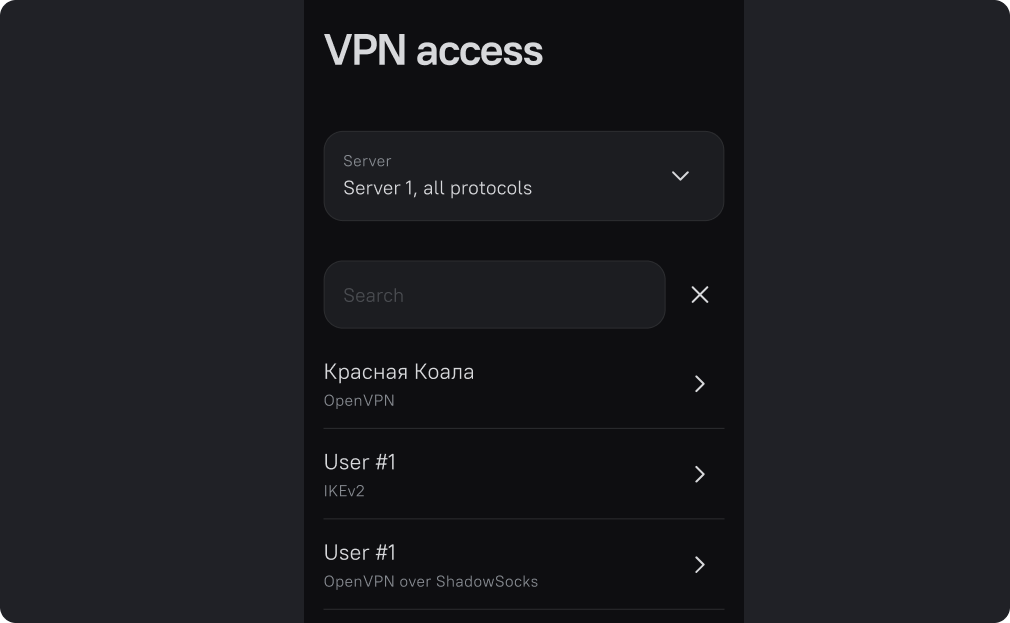 VPN access
Server
Server 1, all protocols
Search
Красная Коала
OpenVPN
User #1
IKEv2
User #1
OpenVPN over ShadowSocks